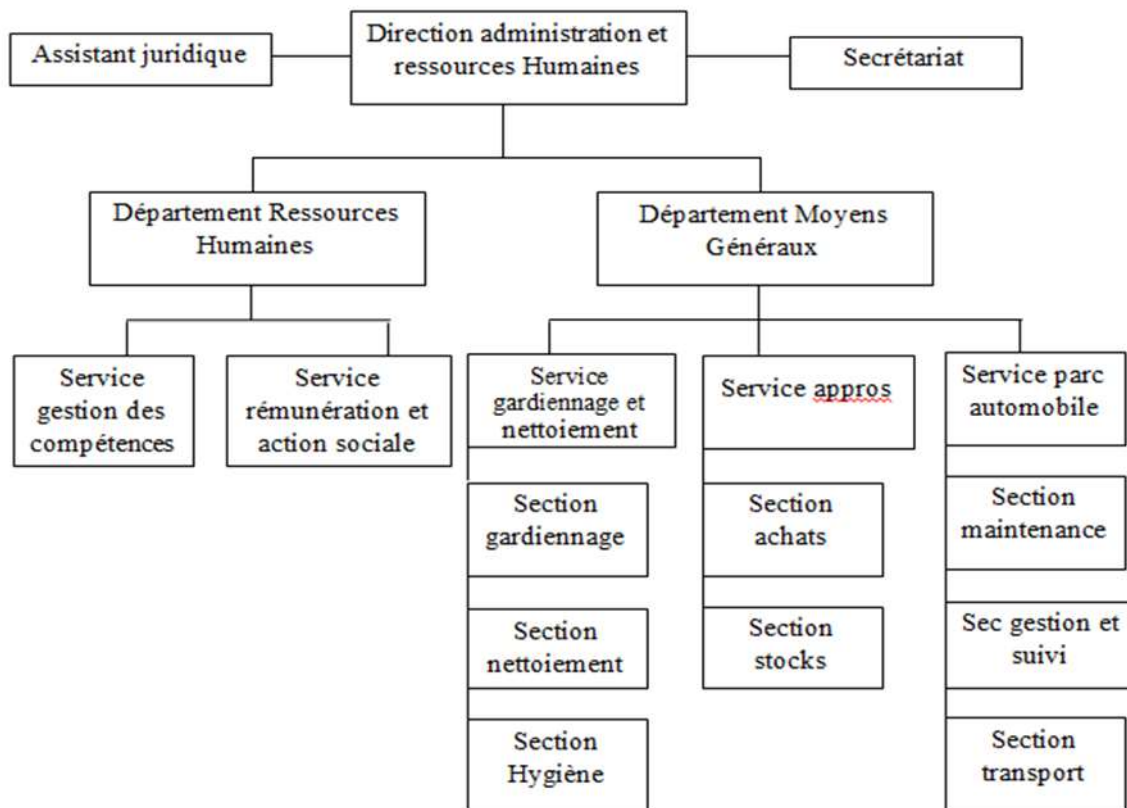 Assistant juridique
Direction administration et
ressources Humaines
Secrétariat
Département Ressources
Humaines
Département Moyens
Généraux
Service
gestion des
compétences
Service
rémunération et
action sociale
Service
gardiennage et
nettoiement
Service appros
Service parc
automobile
Section
gardiennage
Section
achats
Section
maintenance
Section
nettoiement
Section
stocks
Sec gestion et
suivi
Section
Hygiène
Section
transport